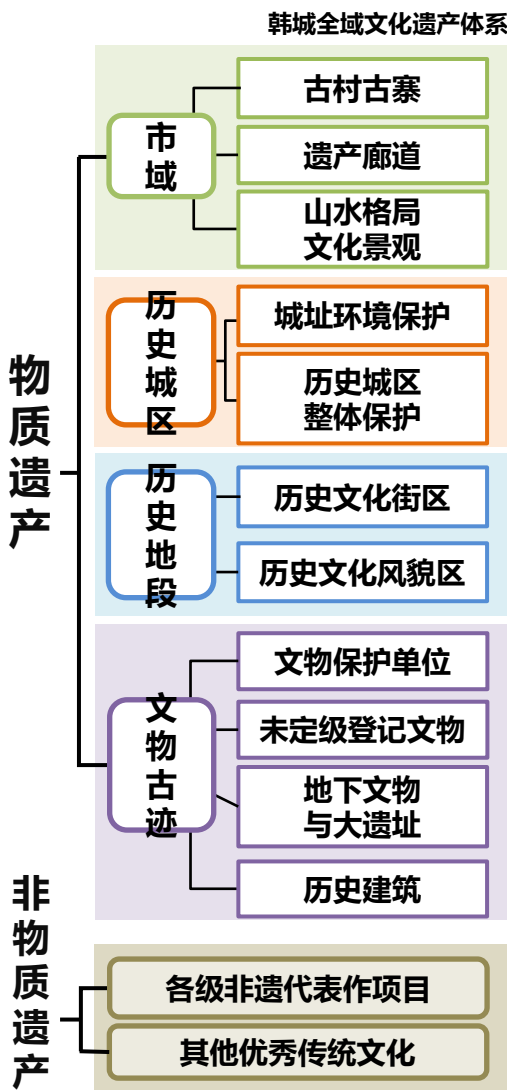 韩城全域文化遗产体系
物质遗产
市域
古村古寨
遗产廊道
山水格局
文化景观
历史城区
城址环境保护
历史城区
整体保护
历史地段
历史文化街区
历史文化风貌区
文物古迹
文物保护单位
未定级登记文物
地下文物
与大遗址
历史建筑
非物质遗产
各级非遗代表作项目
其他优秀传统文化